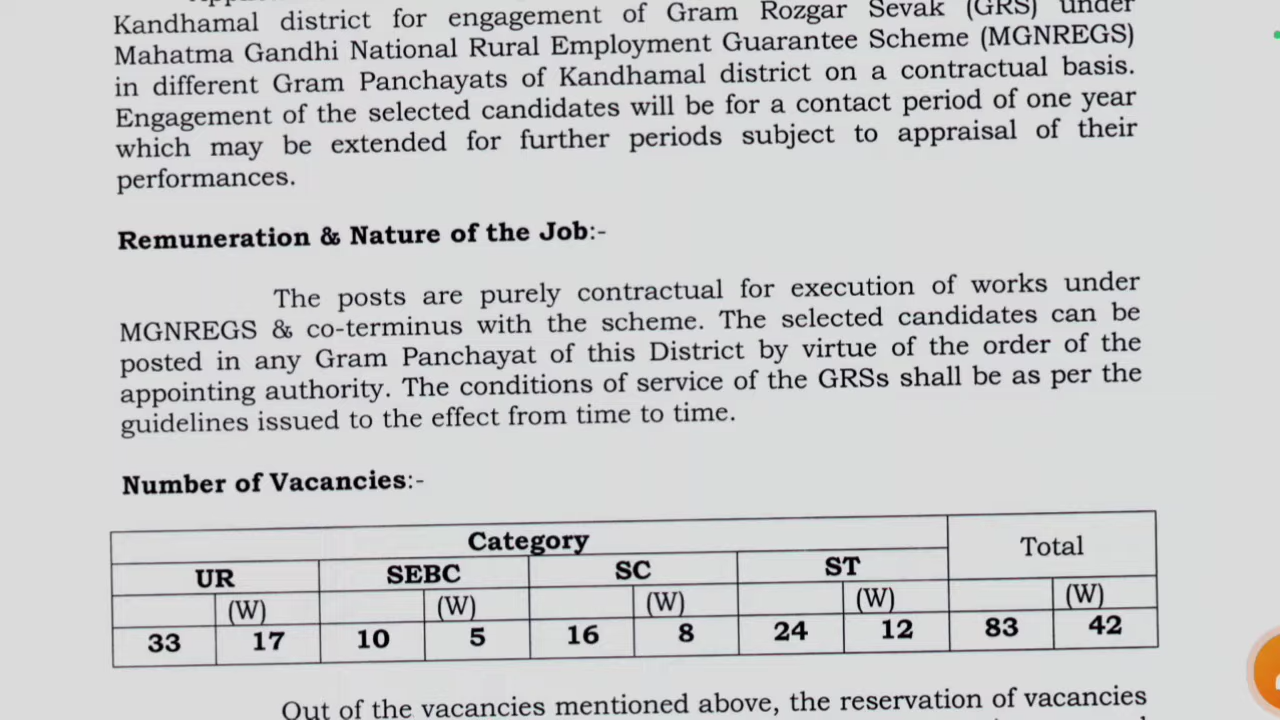 Kandhamal district for engagement of Gram Rozgar Sevak (GRS) under
Mahatma Gandhi National Rural Employment Guarantee Scheme (MGNREGS)
in different Gram Panchayats of Kandhamal district on a contractual basis.
Engagement of the selected candidates will be for a contact period of one year
which may be extended for further periods subject to appraisal of their
performances.
Remuneration & Nature of the Job:-
The posts are purely contractual for execution of works under
MGNREGS & co-terminus with the scheme. The selected candidates can be
posted in any Gram Panchayat of this District by virtue of the order of the
appointing authority. The conditions of service of the GRSs shall be as per the
guidelines issued to the effect from time to time.
Number of Vacancies:-
Category Total
UR SEBC SC ST
(W) (W) (W) (W) (W)
33 17 10 5 16 8 24 12 83 42
Out of the vacancies mentioned above, the reservation of vacancies